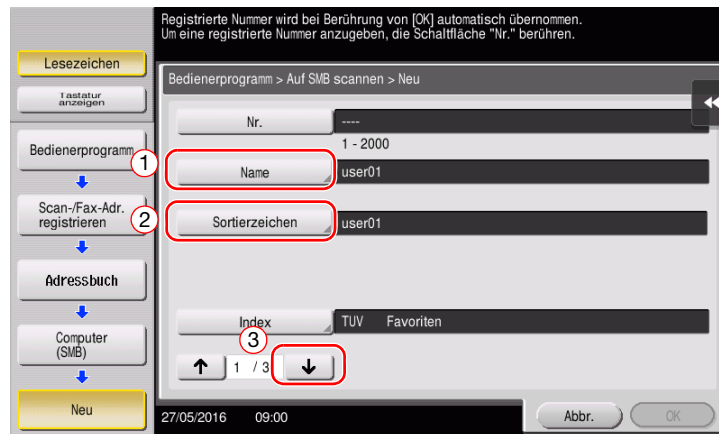 Registrierte Nummer wird bei Berührung von [OK] automatisch übernommen.
Um eine registrierte Nummer anzugeben, die Schaltfläche "Nr." berühren.
Lesezeichen
Tastatur
anzeigen
Bedienerprogramm
Scan-/Fax-Adr.
registrieren
Adressbuch
Computer
(SMB)
Neu
Bedienerprogramm > Auf SMB scannen > Neu
Nr. ----
1 - 2000
1 Name user01
2 Sortierzeichen user01
Index TUV Favoriten
3
1 / 3
27/05/2016 09:00 Abbr. OK